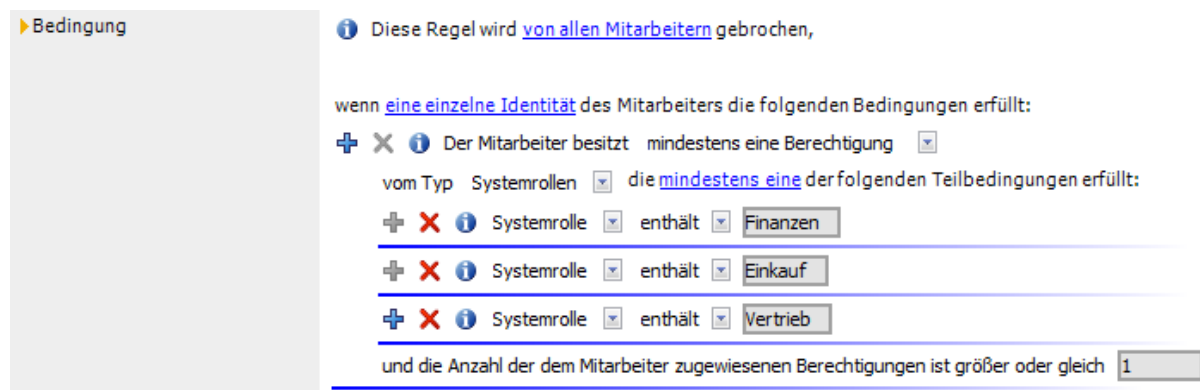 Bedingung
Diese Regel wird von allen Mitarbeitern gebrochen,
wenn eine einzelne Identität des Mitarbeiters die folgenden Bedingungen erfüllt:
Der Mitarbeiter besitzt mindestens eine Berechtigung
vom Typ Systemrollen die mindestens eine der folgenden Teilbedingungen erfüllt:
Systemrolle enthält Finanzen
Systemrolle enthält Einkauf
Systemrolle enthält Vertrieb
und die Anzahl der dem Mitarbeiter zugewiesenen Berechtigungen ist größer oder gleich 1